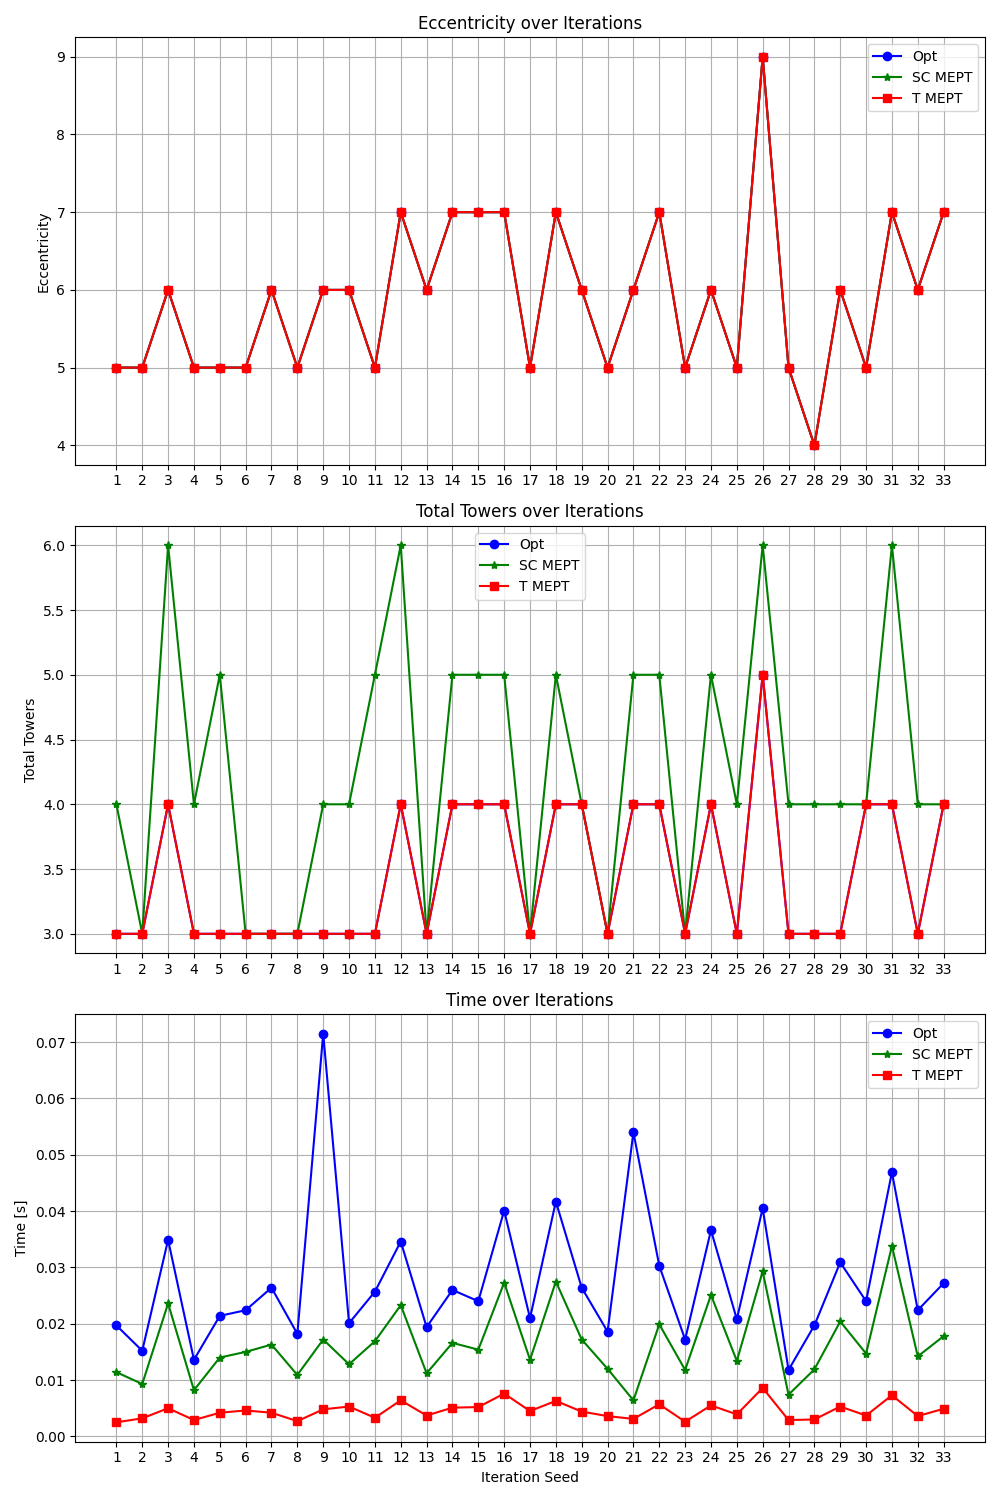 Eccentricity over Iterations
9
8
7
6
5
4
Eccentricity
Opt
SC MEPT
T MEPT
1 2 3 4 5 6 7 8 9 10 11 12 13 14 15 16 17 18 19 20 21 22 23 24 25 26 27 28 29 30 31 32 33
Total Towers over Iterations
6.0
5.5
5.0
4.5
4.0
3.5
3.0
Total Towers
Opt
SC MEPT
T MEPT
1 2 3 4 5 6 7 8 9 10 11 12 13 14 15 16 17 18 19 20 21 22 23 24 25 26 27 28 29 30 31 32 33
Time over Iterations
0.07
0.06
0.05
0.04
0.03
0.02
0.01
0.00
Time [s]
Opt
SC MEPT
T MEPT
1 2 3 4 5 6 7 8 9 10 11 12 13 14 15 16 17 18 19 20 21 22 23 24 25 26 27 28 29 30 31 32 33
Iteration Seed